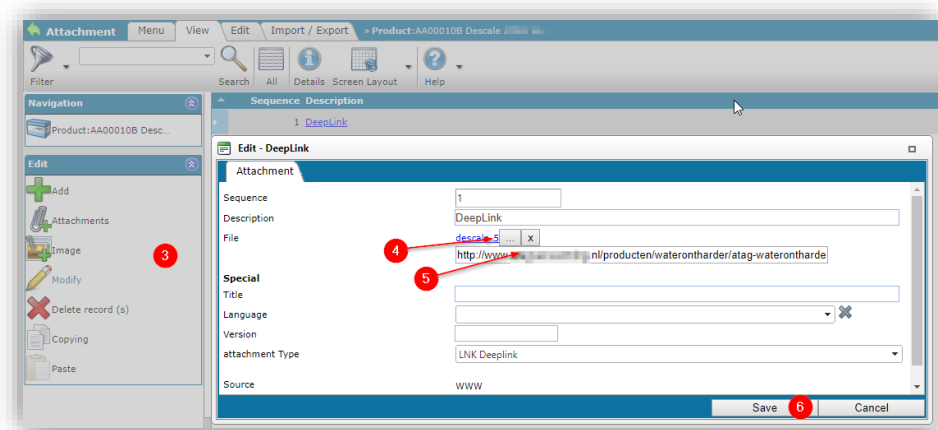 Attachment Menu View Edit Import / Export » Product:AA00010B Descale
Filter Search All Details Screen Layout Help
Navigation
Product:AA00010B Desc...
Sequence Description
1 DeepLink
Edit
Add
Attachments
Image
3
Modify
Delete record (s)
Copying
Paste
Edit - DeepLink
Attachment
Sequence 1
Description DeepLink
File descale-5 ... x
4
http://www. nl/producten/waterontharder/atag-waterontharde
5
Special
Title
Language
Version
attachment Type LNK Deeplink
Source www
Save 6 Cancel